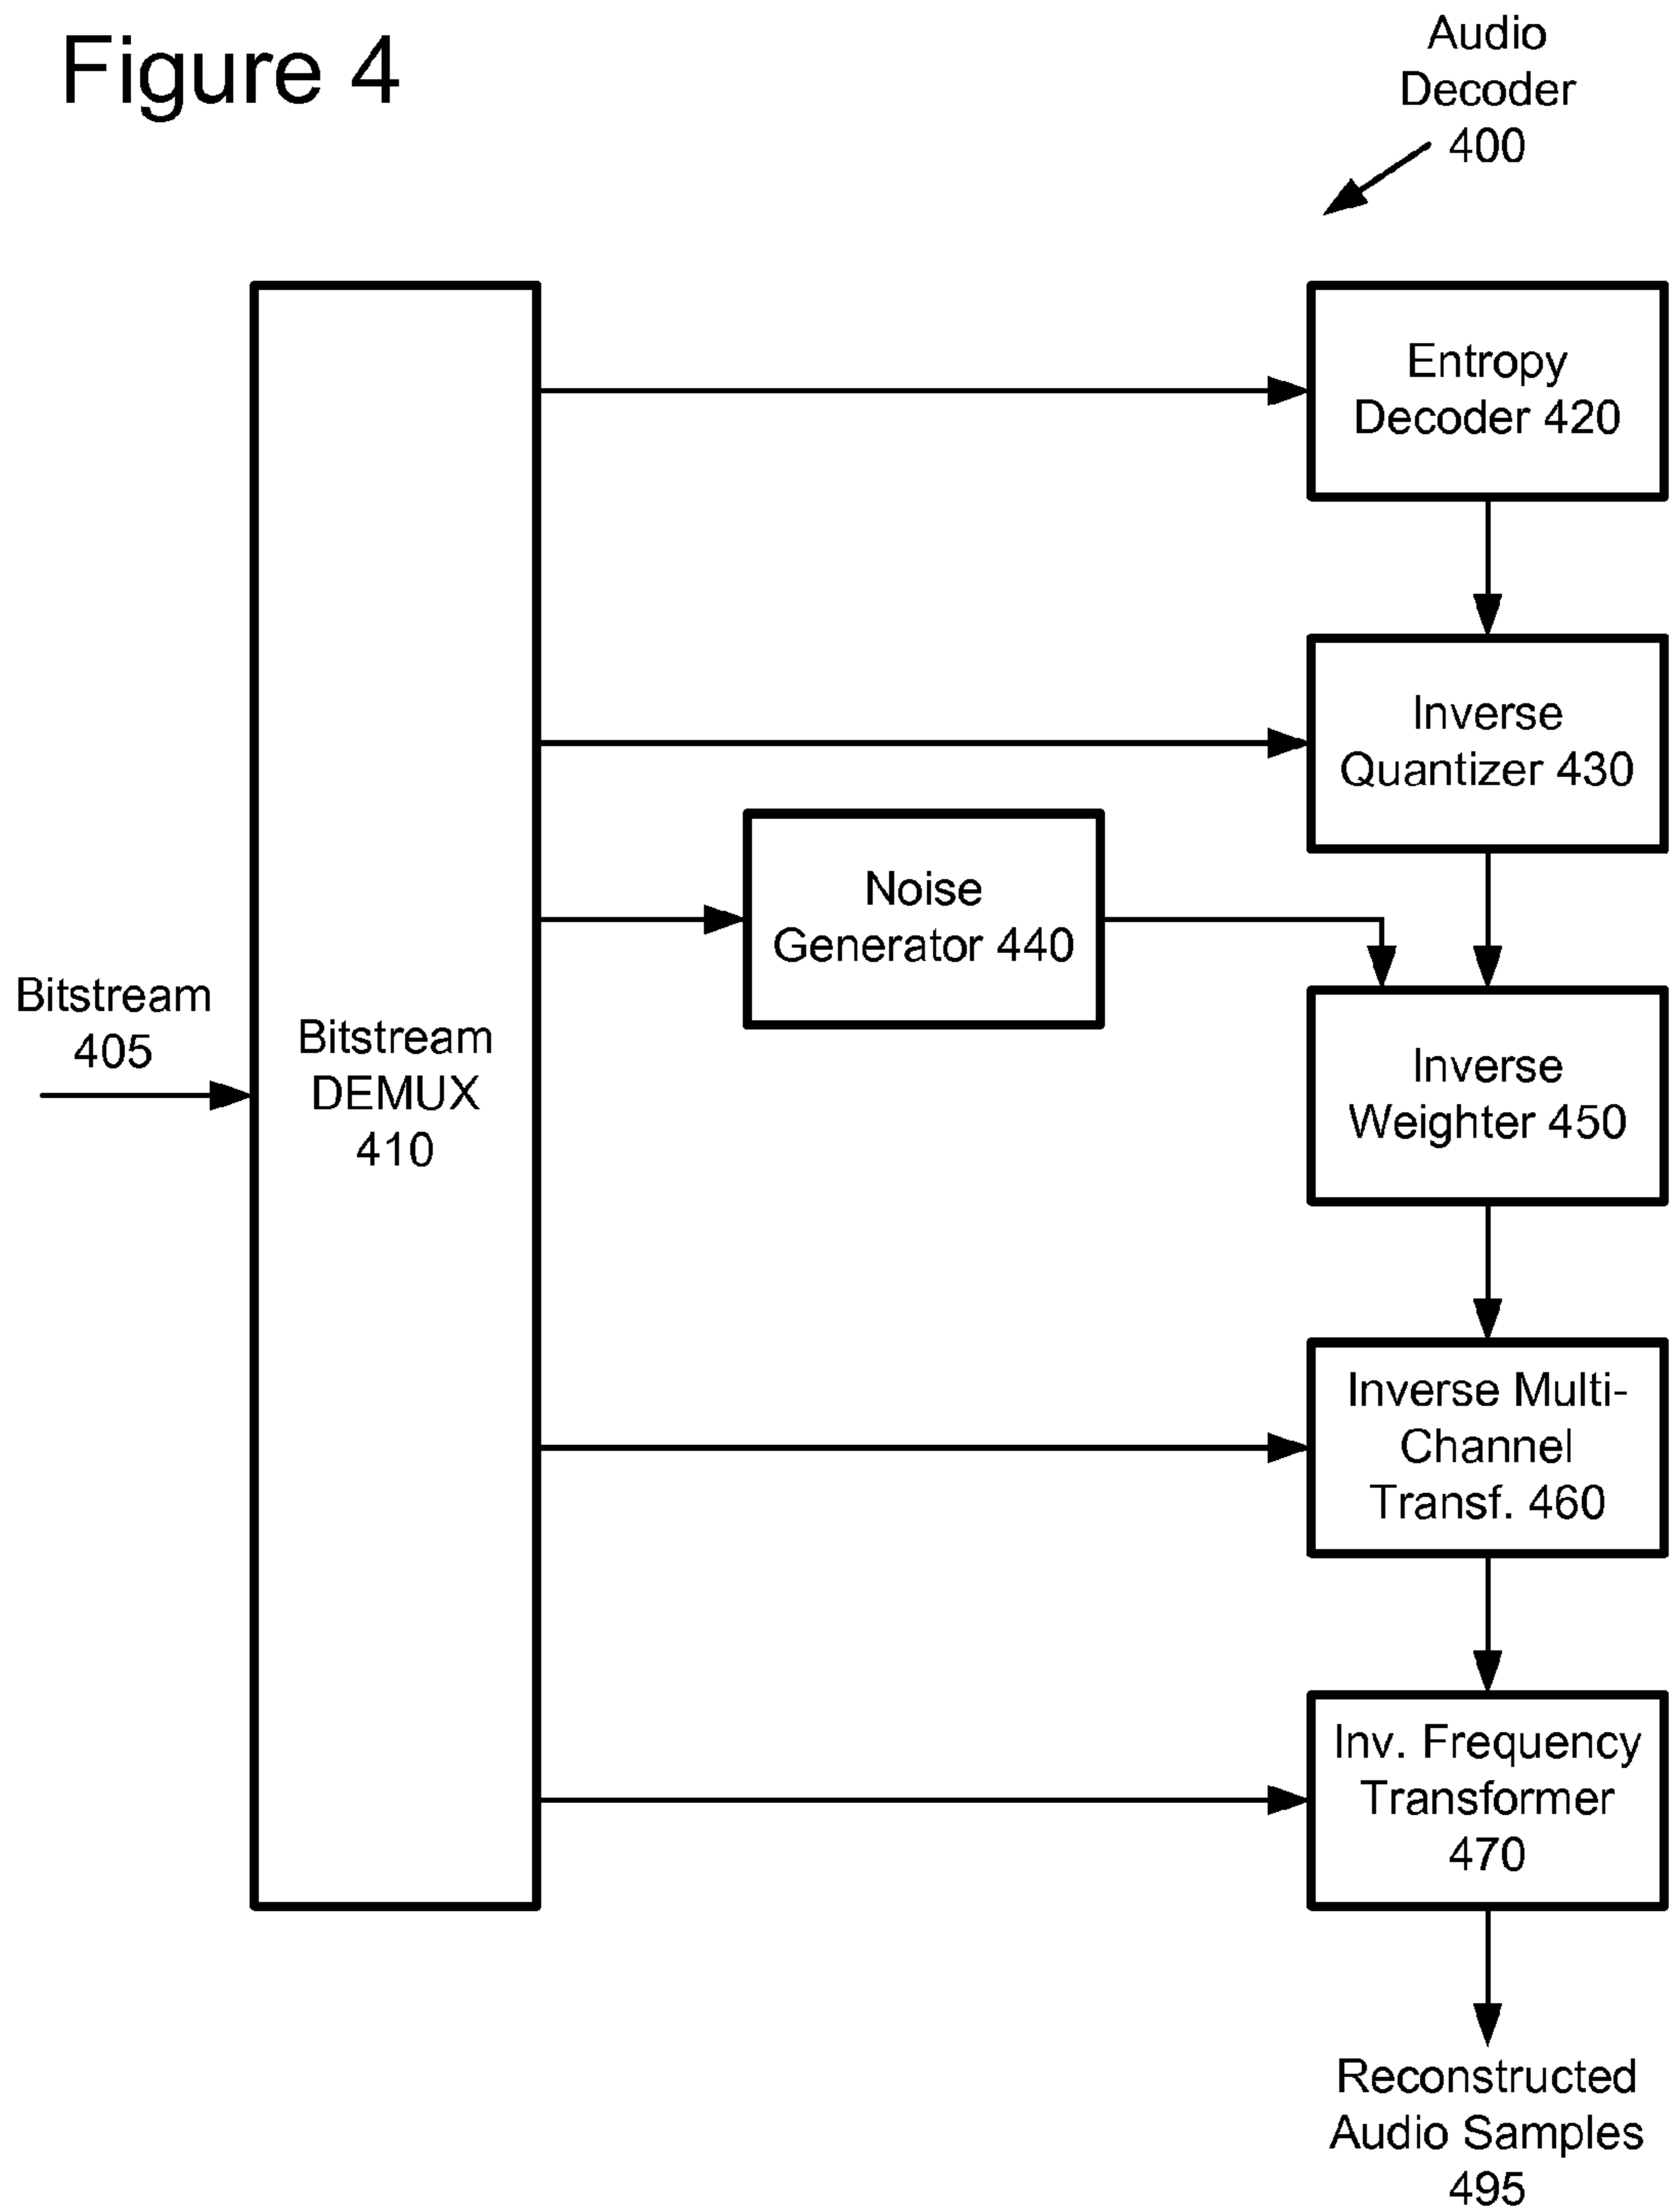 Figure 4
Audio
Decoder
400
Entropy
Decoder 420
Inverse
Quantizer 430
Noise
Generator 440
Bitstream
405
Bitstream
DEMUX
410
Inverse
Weighter 450
Inverse Multi-
Channel
Transf. 460
Inv. Frequency
Transformer
470
Reconstructed
Audio Samples
495